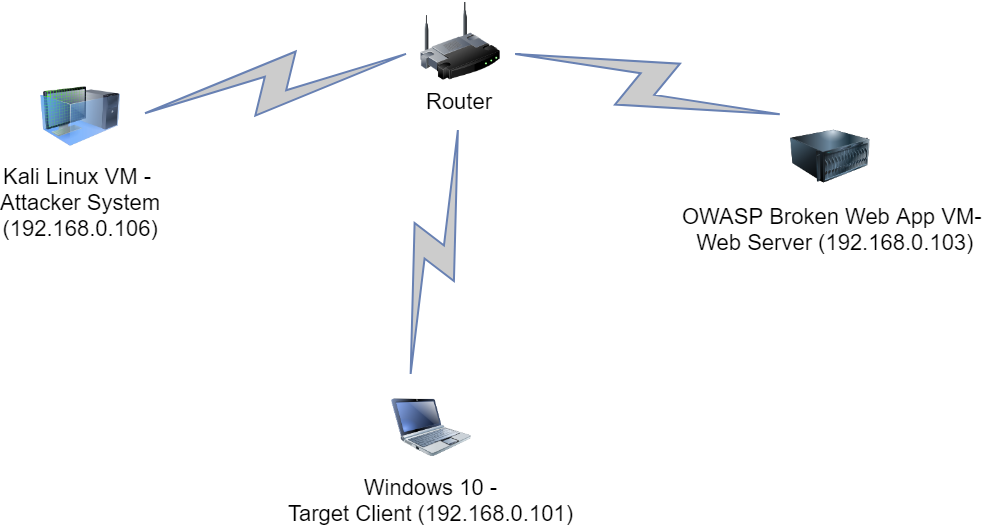 Router
Kali Linux VM -
Attacker System
(192.168.0.106)
OWASP Broken Web App VM-
Web Server (192.168.0.103)
Windows 10 -
Target Client (192.168.0.101)